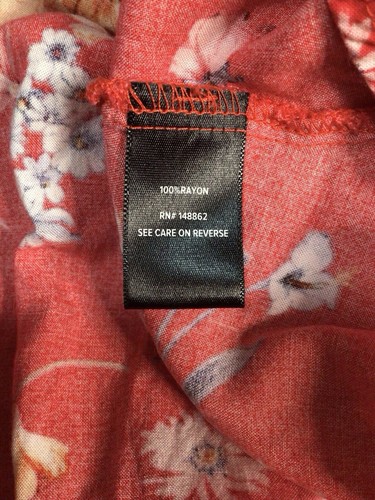 100%RAYON
RN# 148862
SEE CARE ON REVERSE